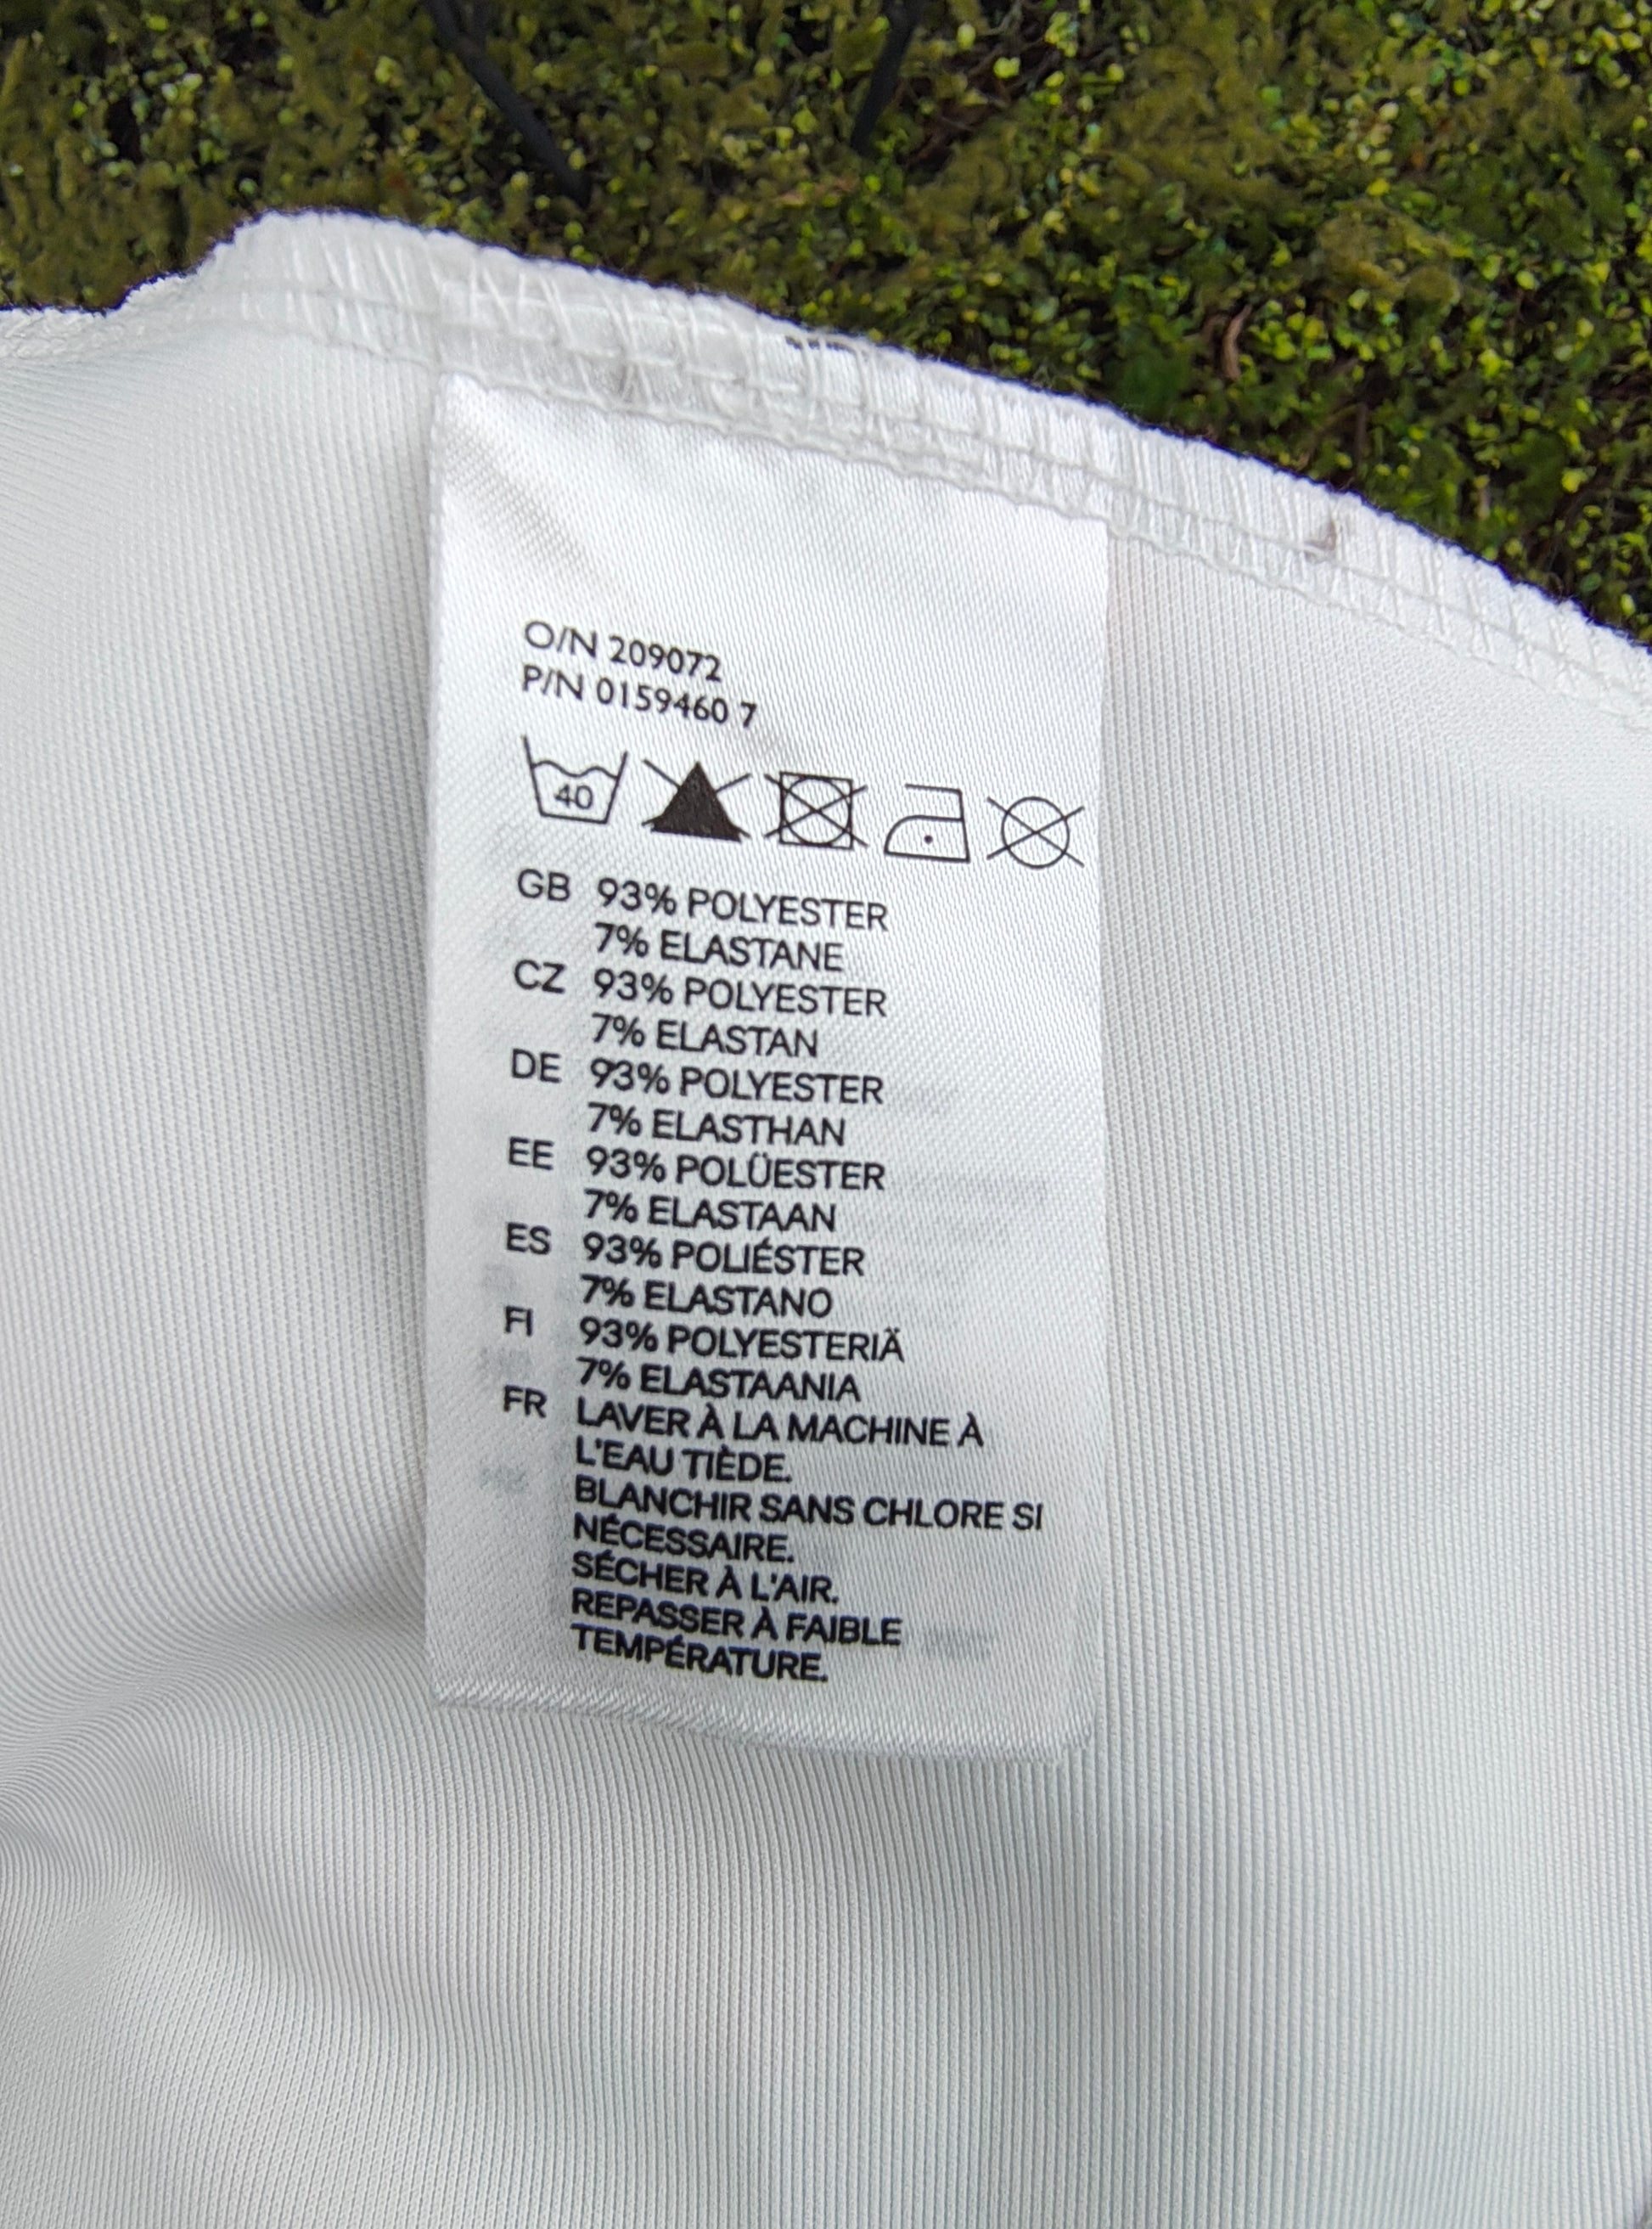 O/N 209072
P/N 0159460 7
40
GB 93% POLYESTER
7% ELASTANE
CZ 93% POLYESTER
7% ELASTAN
DE 93% POLYESTER
7% ELASTHAN
EE 93% POLÜESTER
7% ELASTAAN
ES 93% POLIÉSTER
7% ELASTANO
FI 93% POLYESTERIÄ
7% ELASTAANIA
FR LAVER À LA MACHINE À
L'EAU TIÈDE.
BLANCHIR SANS CHLORE SI
NÉCESSAIRE.
SÉCHER À L'AIR.
REPASSER À FAIBLE
TEMPÉRATURE.